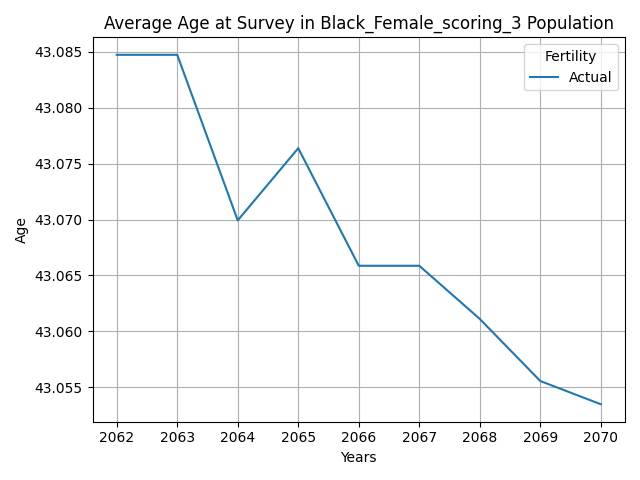 Average Age at Survey in Black_Female_scoring_3 Population
Fertility
Actual
43.085
43.080
43.075
43.070
43.065
43.060
43.055
Age
2062 2063 2064 2065 2066 2067 2068 2069 2070
Years